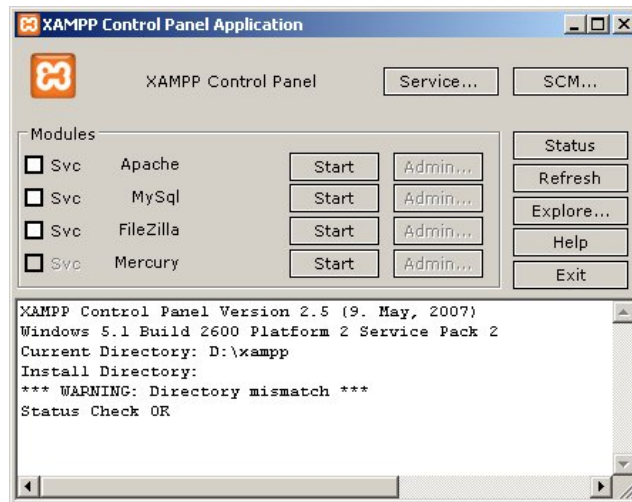 XAMPP Control Panel Application
XAMPP Control Panel Service... SCM...
Modules
Svc Apache Start Admin...
Svc MySql Start Admin...
Svc FileZilla Start Admin...
Svc Mercury Start Admin...
Status
Refresh
Explore...
Help
Exit
XAMPP Control Panel Version 2.5 (9. May, 2007)
Windows 5.1 Build 2600 Platform 2 Service Pack 2
Current Directory: D:\xampp
Install Directory:
*** WARNING: Directory mismatch ***
Status Check OK